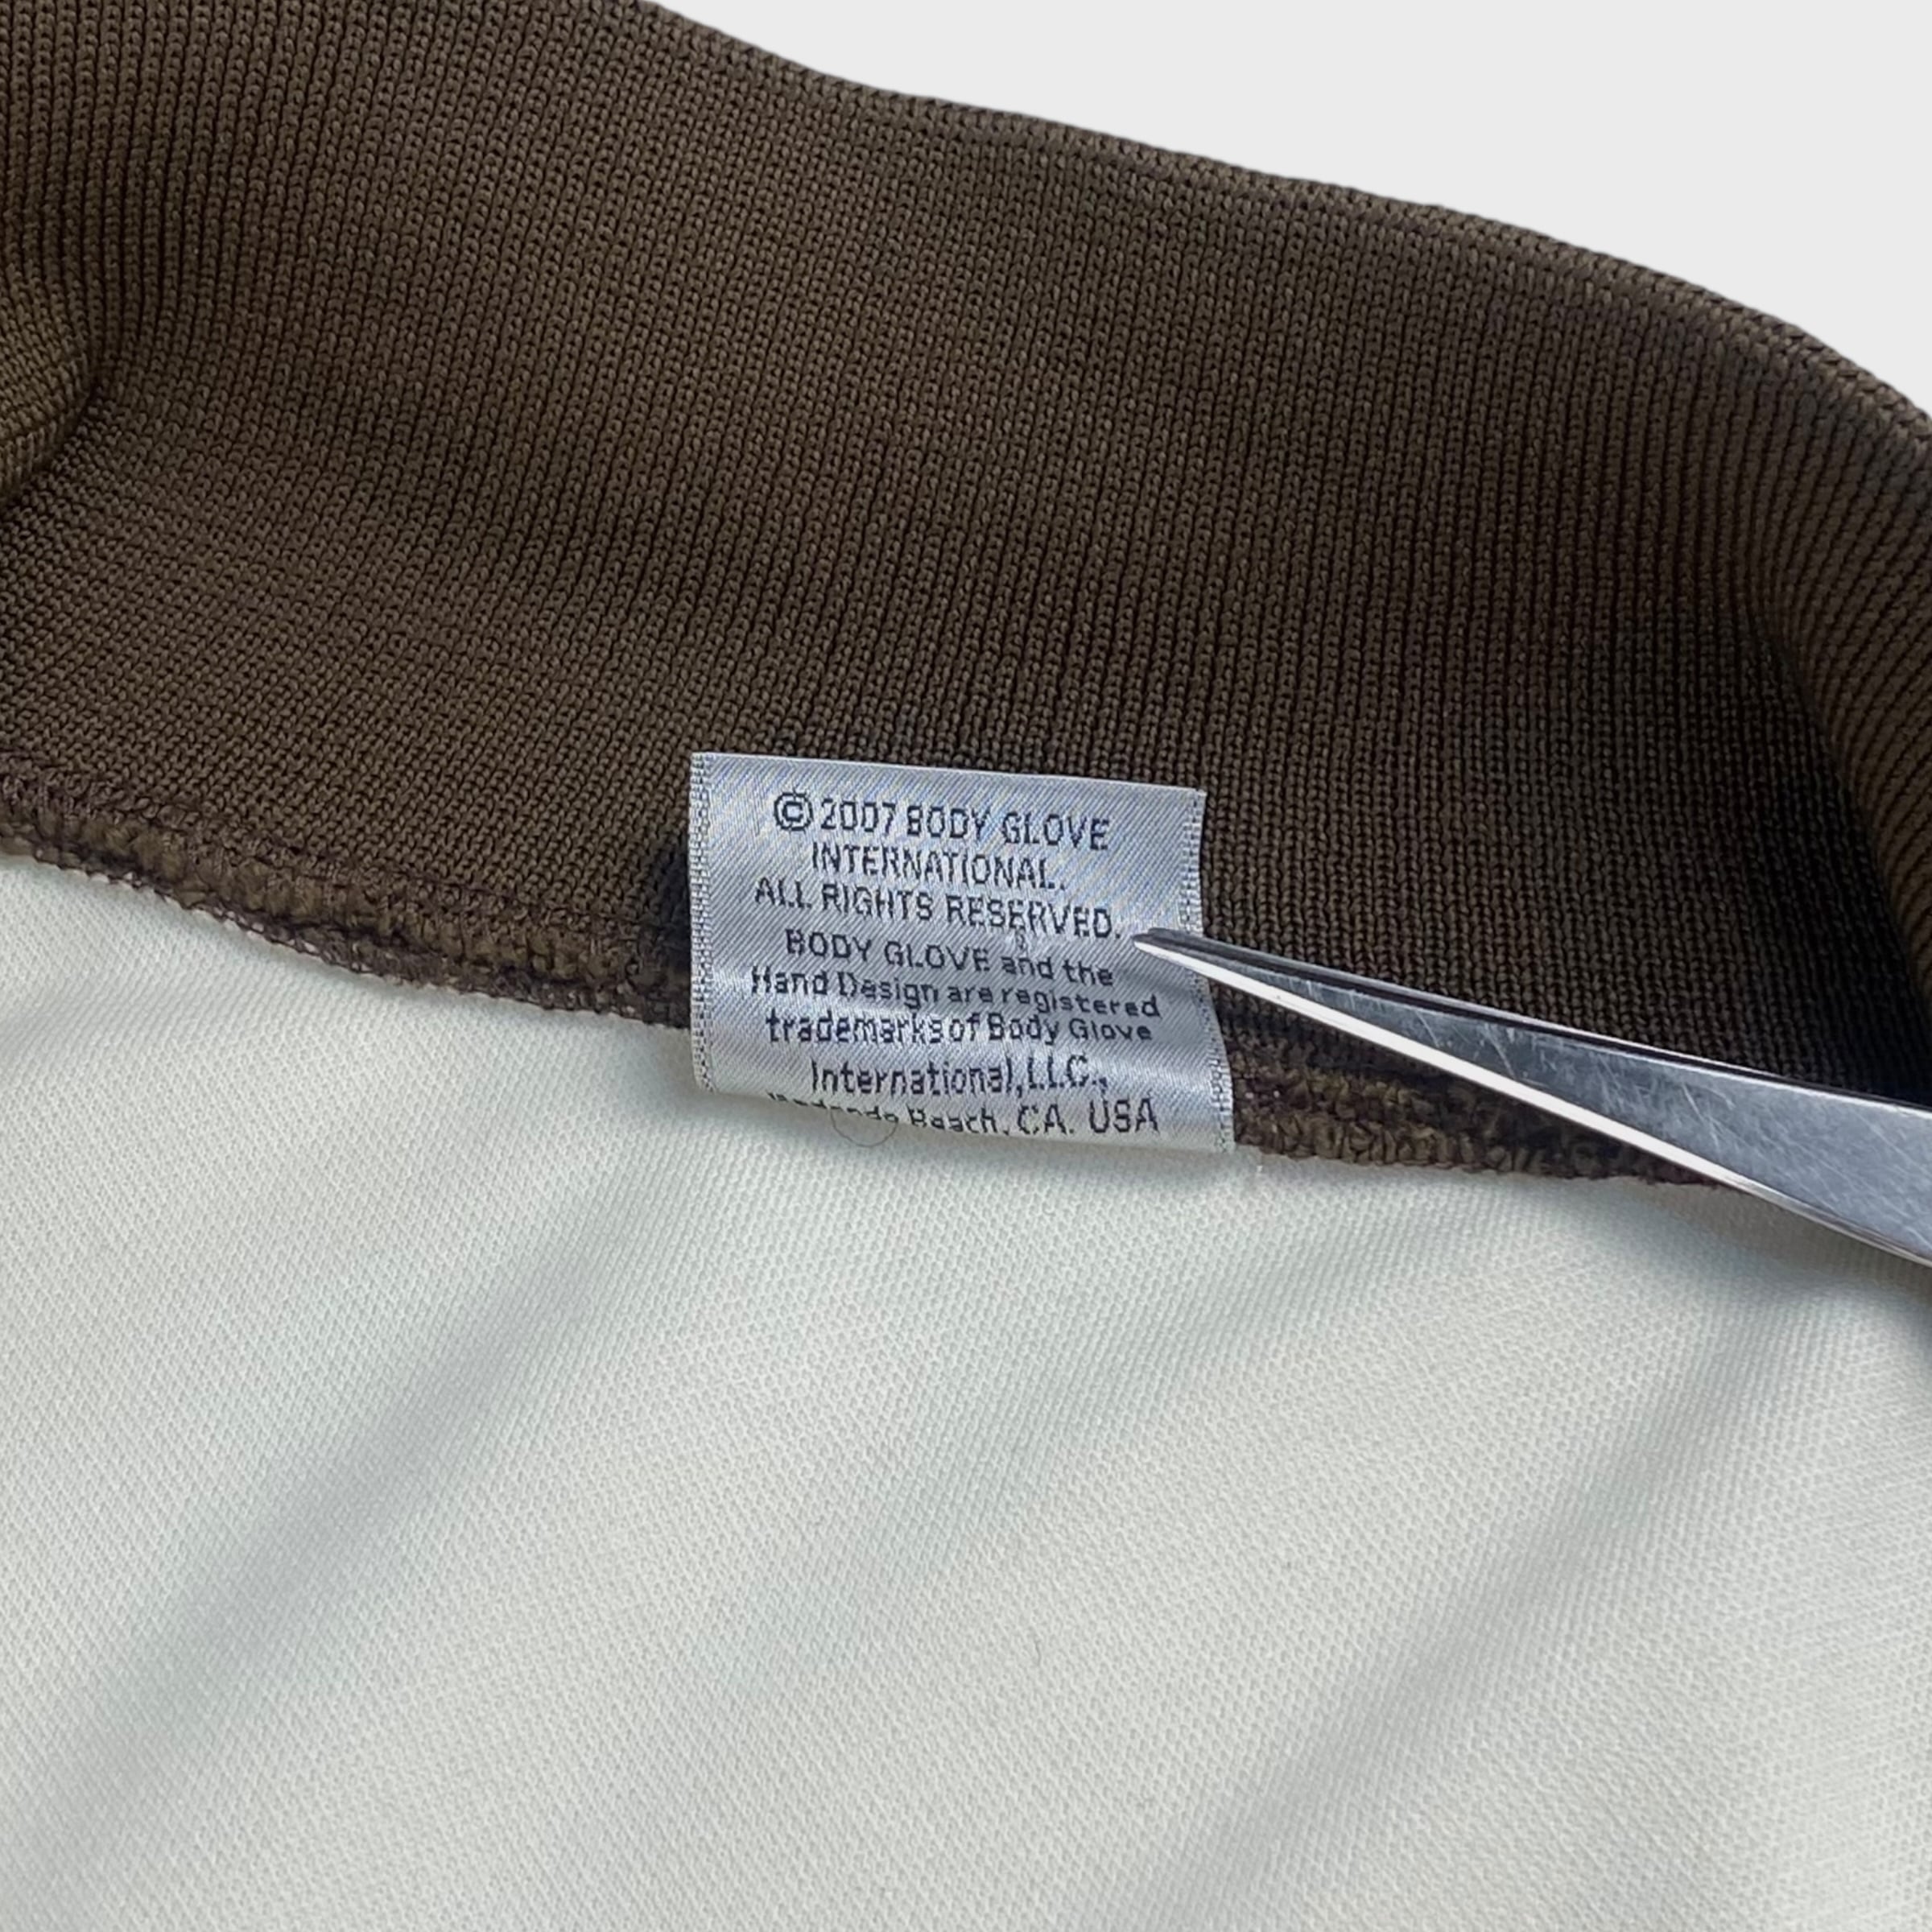 © 2007 BODY GLOVE
INTERNATIONAL.
ALL RIGHTS RESERVED.
BODY GLOVE and the
Hand Design are registered
trademarks of Body Glove
International, LLC.,
Beach, CA. USA